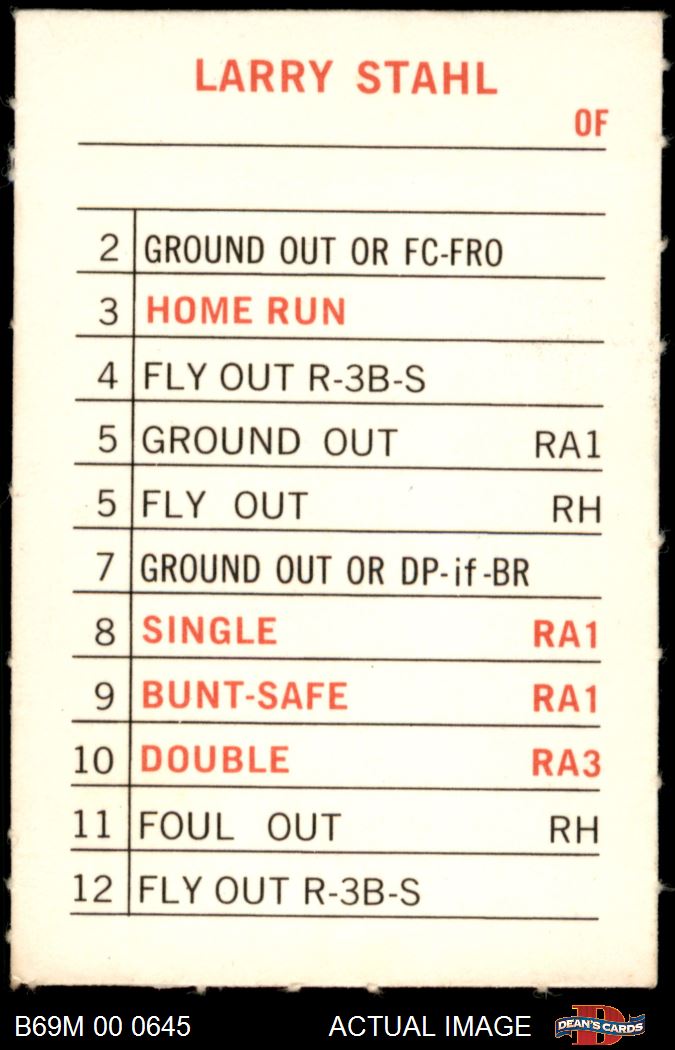 LARRY STAHL
OF
2 GROUND OUT OR FC-FRO
3 HOME RUN
4 FLY OUT R-3B-S
5 GROUND OUT RA1
5 FLY OUT RH
7 GROUND OUT OR DP-if-BR
8 SINGLE RA1
9 BUNT-SAFE RA1
10 DOUBLE RA3
11 FOUL OUT RH
12 FLY OUT R-3B-S
B69M 00 0645 ACTUAL IMAGE DEAN'S CARDS